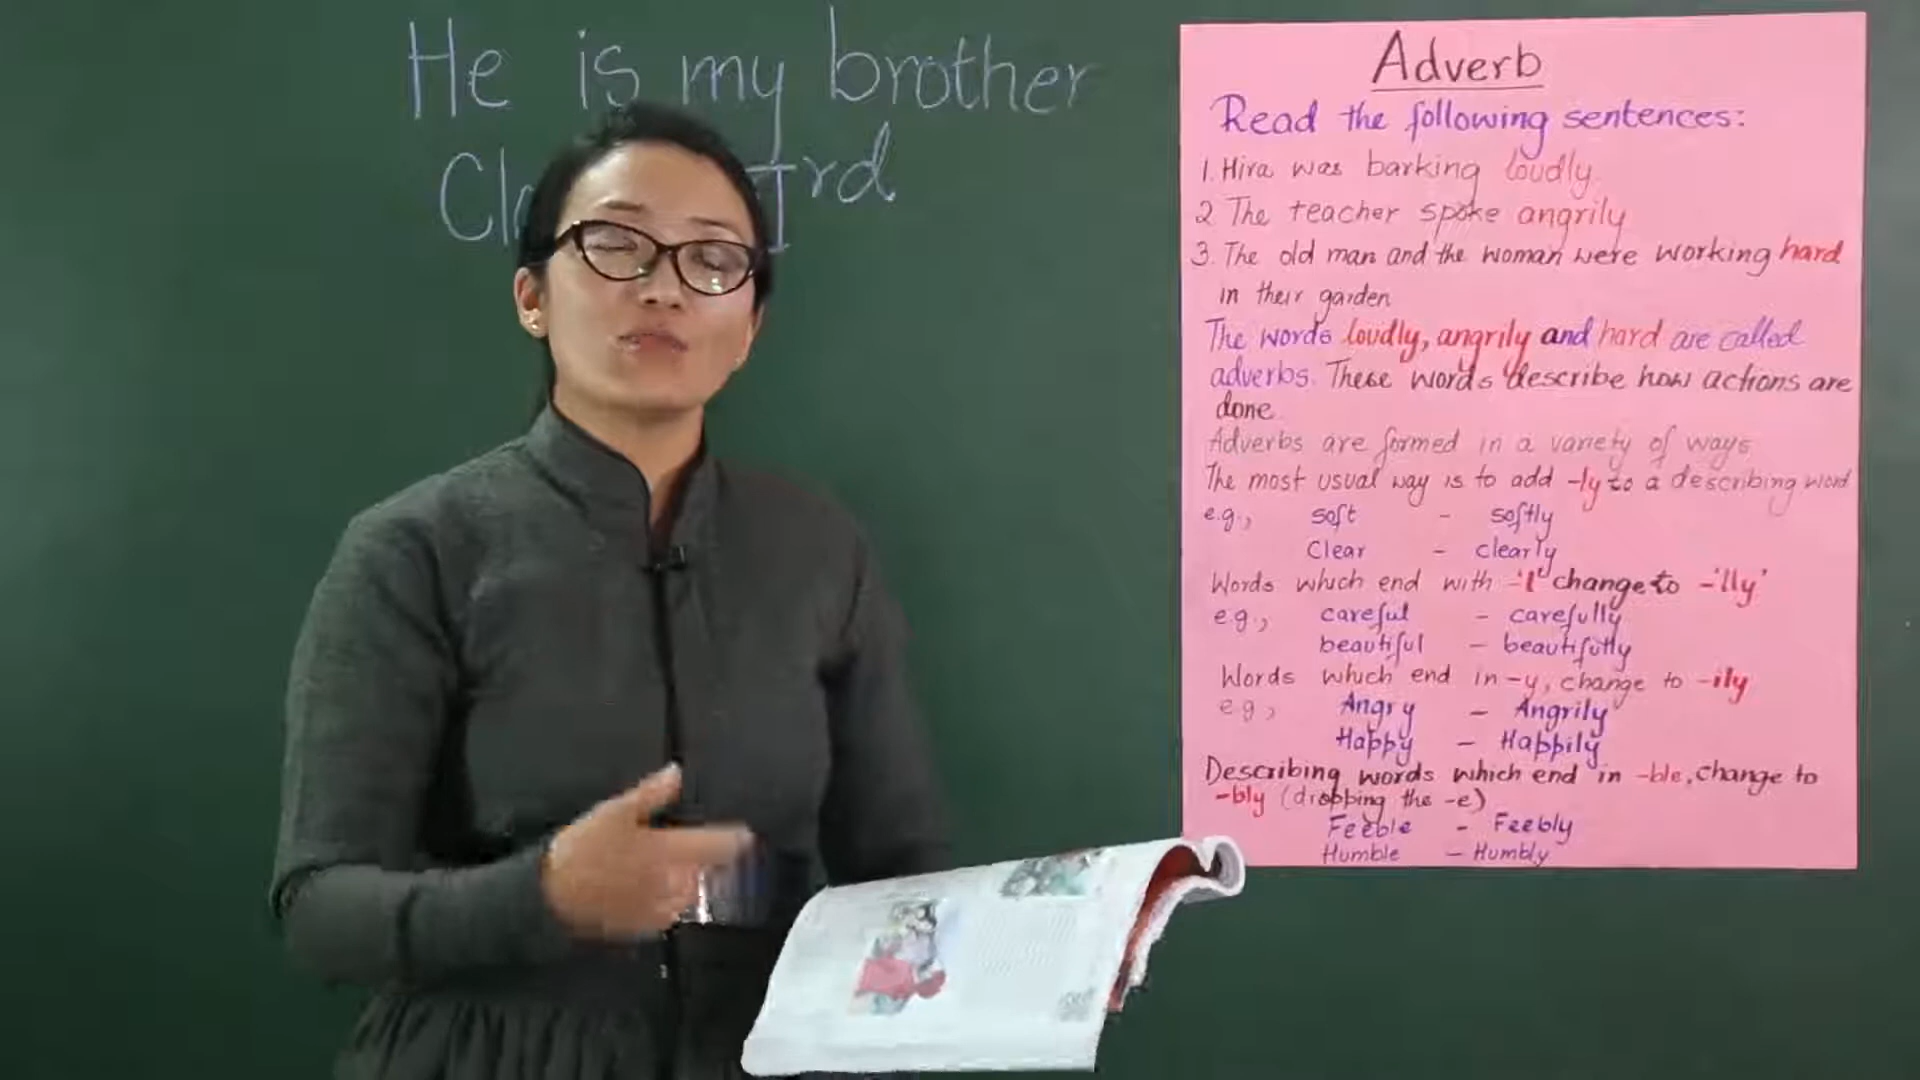 He is my brother
rd
Adverb
Read the following sentences:
1. Hira was barking loudly.
2 The teacher spoke angrily
3. The old man and the woman were working hard
in their garden
The words loudly, angrily and hard are called
adverbs. These words describe how actions are
done.
Adverbs are formed in a variety of ways
The most usual way is to add -ly to a describing word
e.g., soft - softly
Clear - clearly
Words which end with -'l' change to -'lly'
e.g., careful - carefully
beautiful - beautifully
Words which end in -y, change to -ily
e.g, Angry - Angrily
Happy - Happily
Describing words which end in -ble, change to
-bly (dropping the -e)
Feeble - Feebly
Humble - Humbly